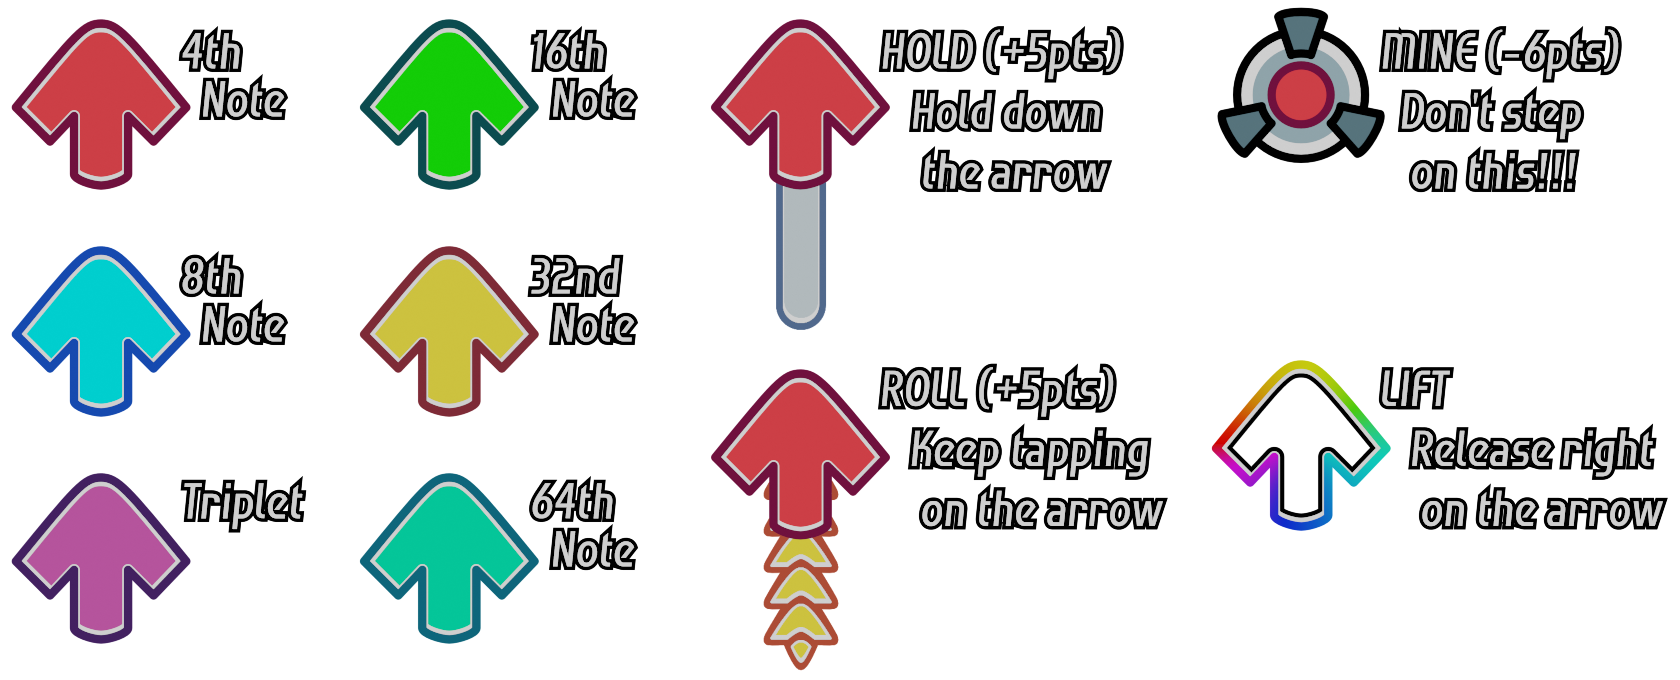 4th
Note
8th
Note
Triplet
16th
Note
32nd
Note
64th
Note
HOLD (+5pts)
Hold down
the arrow
ROLL (+5pts)
Keep tapping
on the arrow
MINE (-6pts)
Don't step
on this!!!
LIFT
Release right
on the arrow